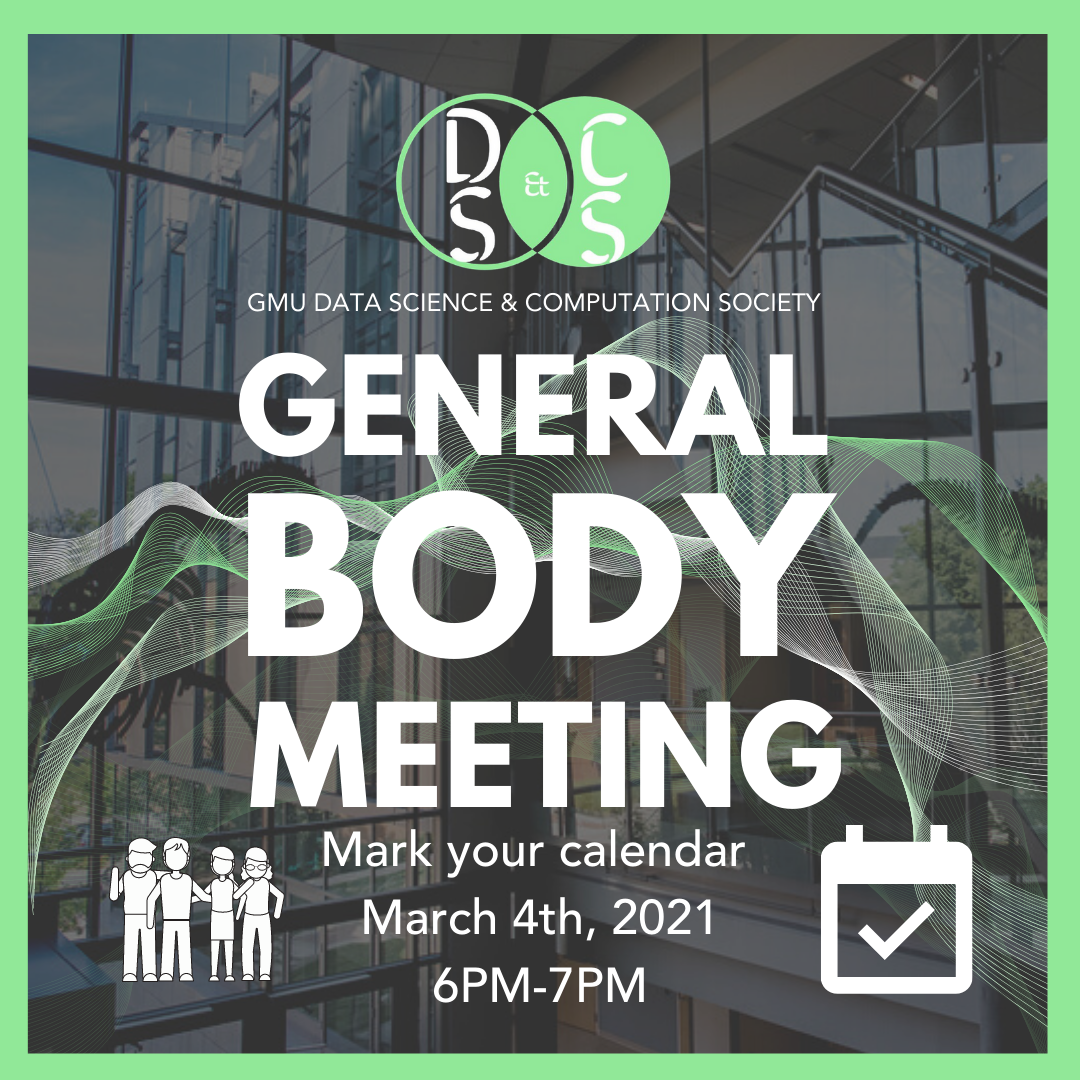 DS & CS
GMU DATA SCIENCE & COMPUTATION SOCIETY
GENERAL
BODY
MEETING
Mark your calendar
March 4th, 2021
6PM-7PM